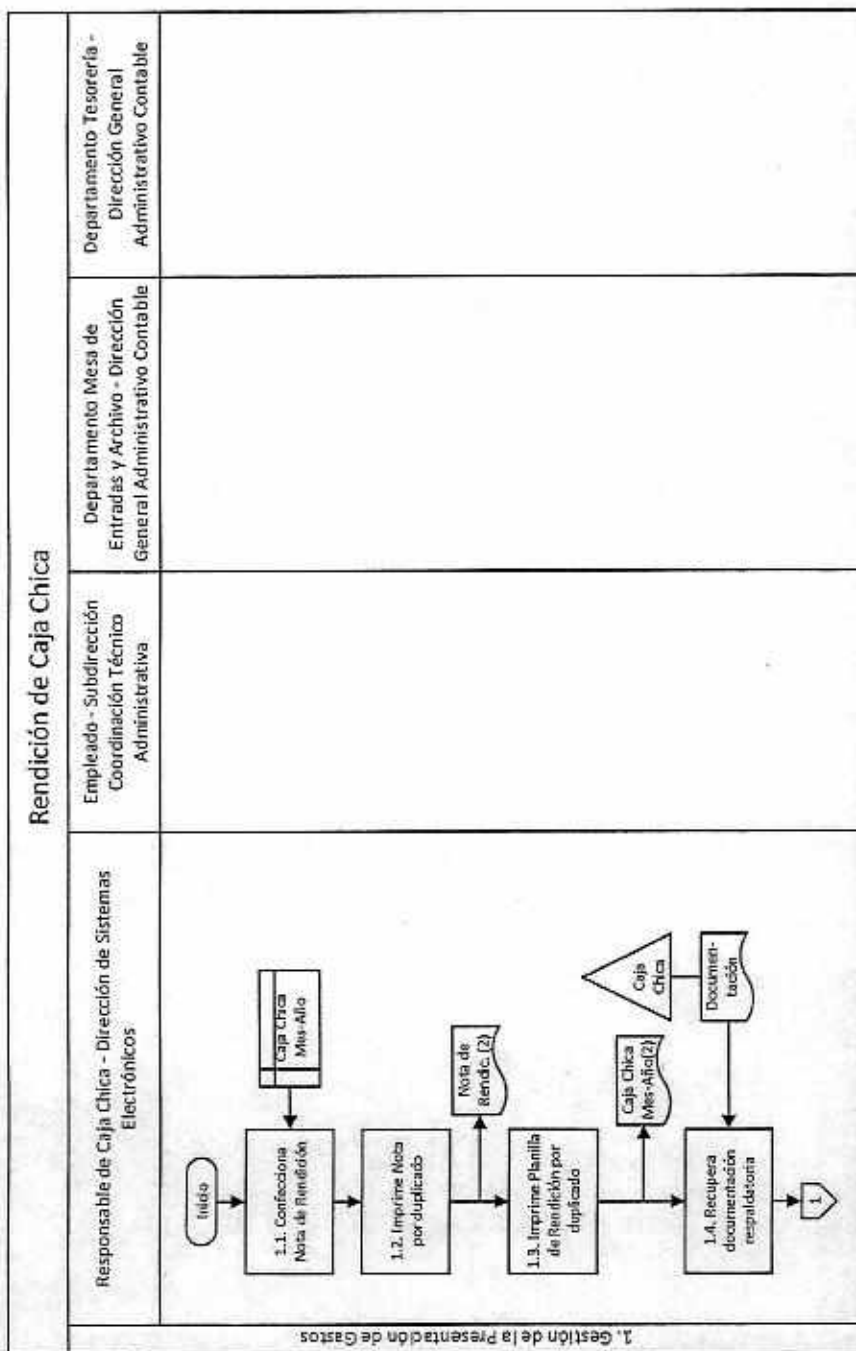 Rendición de Caja Chica
Responsable de Caja Chica - Dirección de Sistemas
Electrónicos
Empleado - Subdirección
Coordinación Técnico
Administrativa
Departamento Mesa de
Entradas y Archivo - Dirección
General Administrativo Contable
Departamento Tesorería -
Dirección General
Administrativo Contable
1. Gestión de la Presentación de Gastos
Inicio
1.1. Confecciona
Nota de Rendición
Caja Chica
Mes-Año
1.2. Imprime Nota
por duplicado
Nota de
Rendic. (2)
1.3. Imprime Planilla
de Rendición por
duplicado
Caja Chica
Mes-Año(2)
Caja
Chica
Documen-
tación
1.4. Recupera
documentación
respaldatoria
1